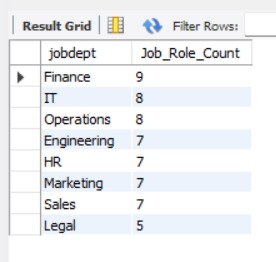 Result Grid Filter Rows:
jobdept Job_Role_Count
Finance 9
IT 8
Operations 8
Engineering 7
HR 7
Marketing 7
Sales 7
Legal 5